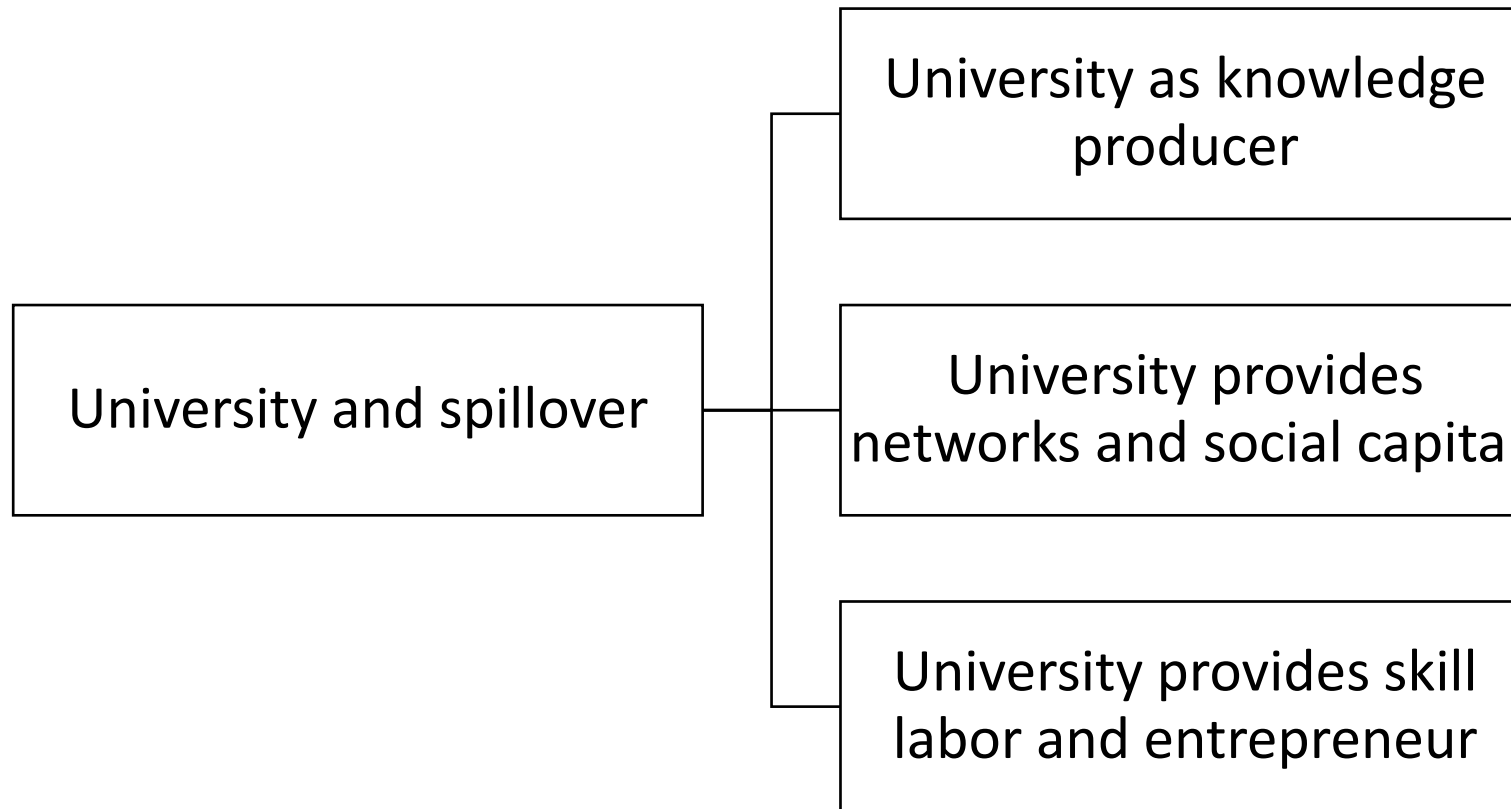 University as knowledge
producer
University and spillover
University provides
networks and social capita
University provides skill
labor and entrepreneur